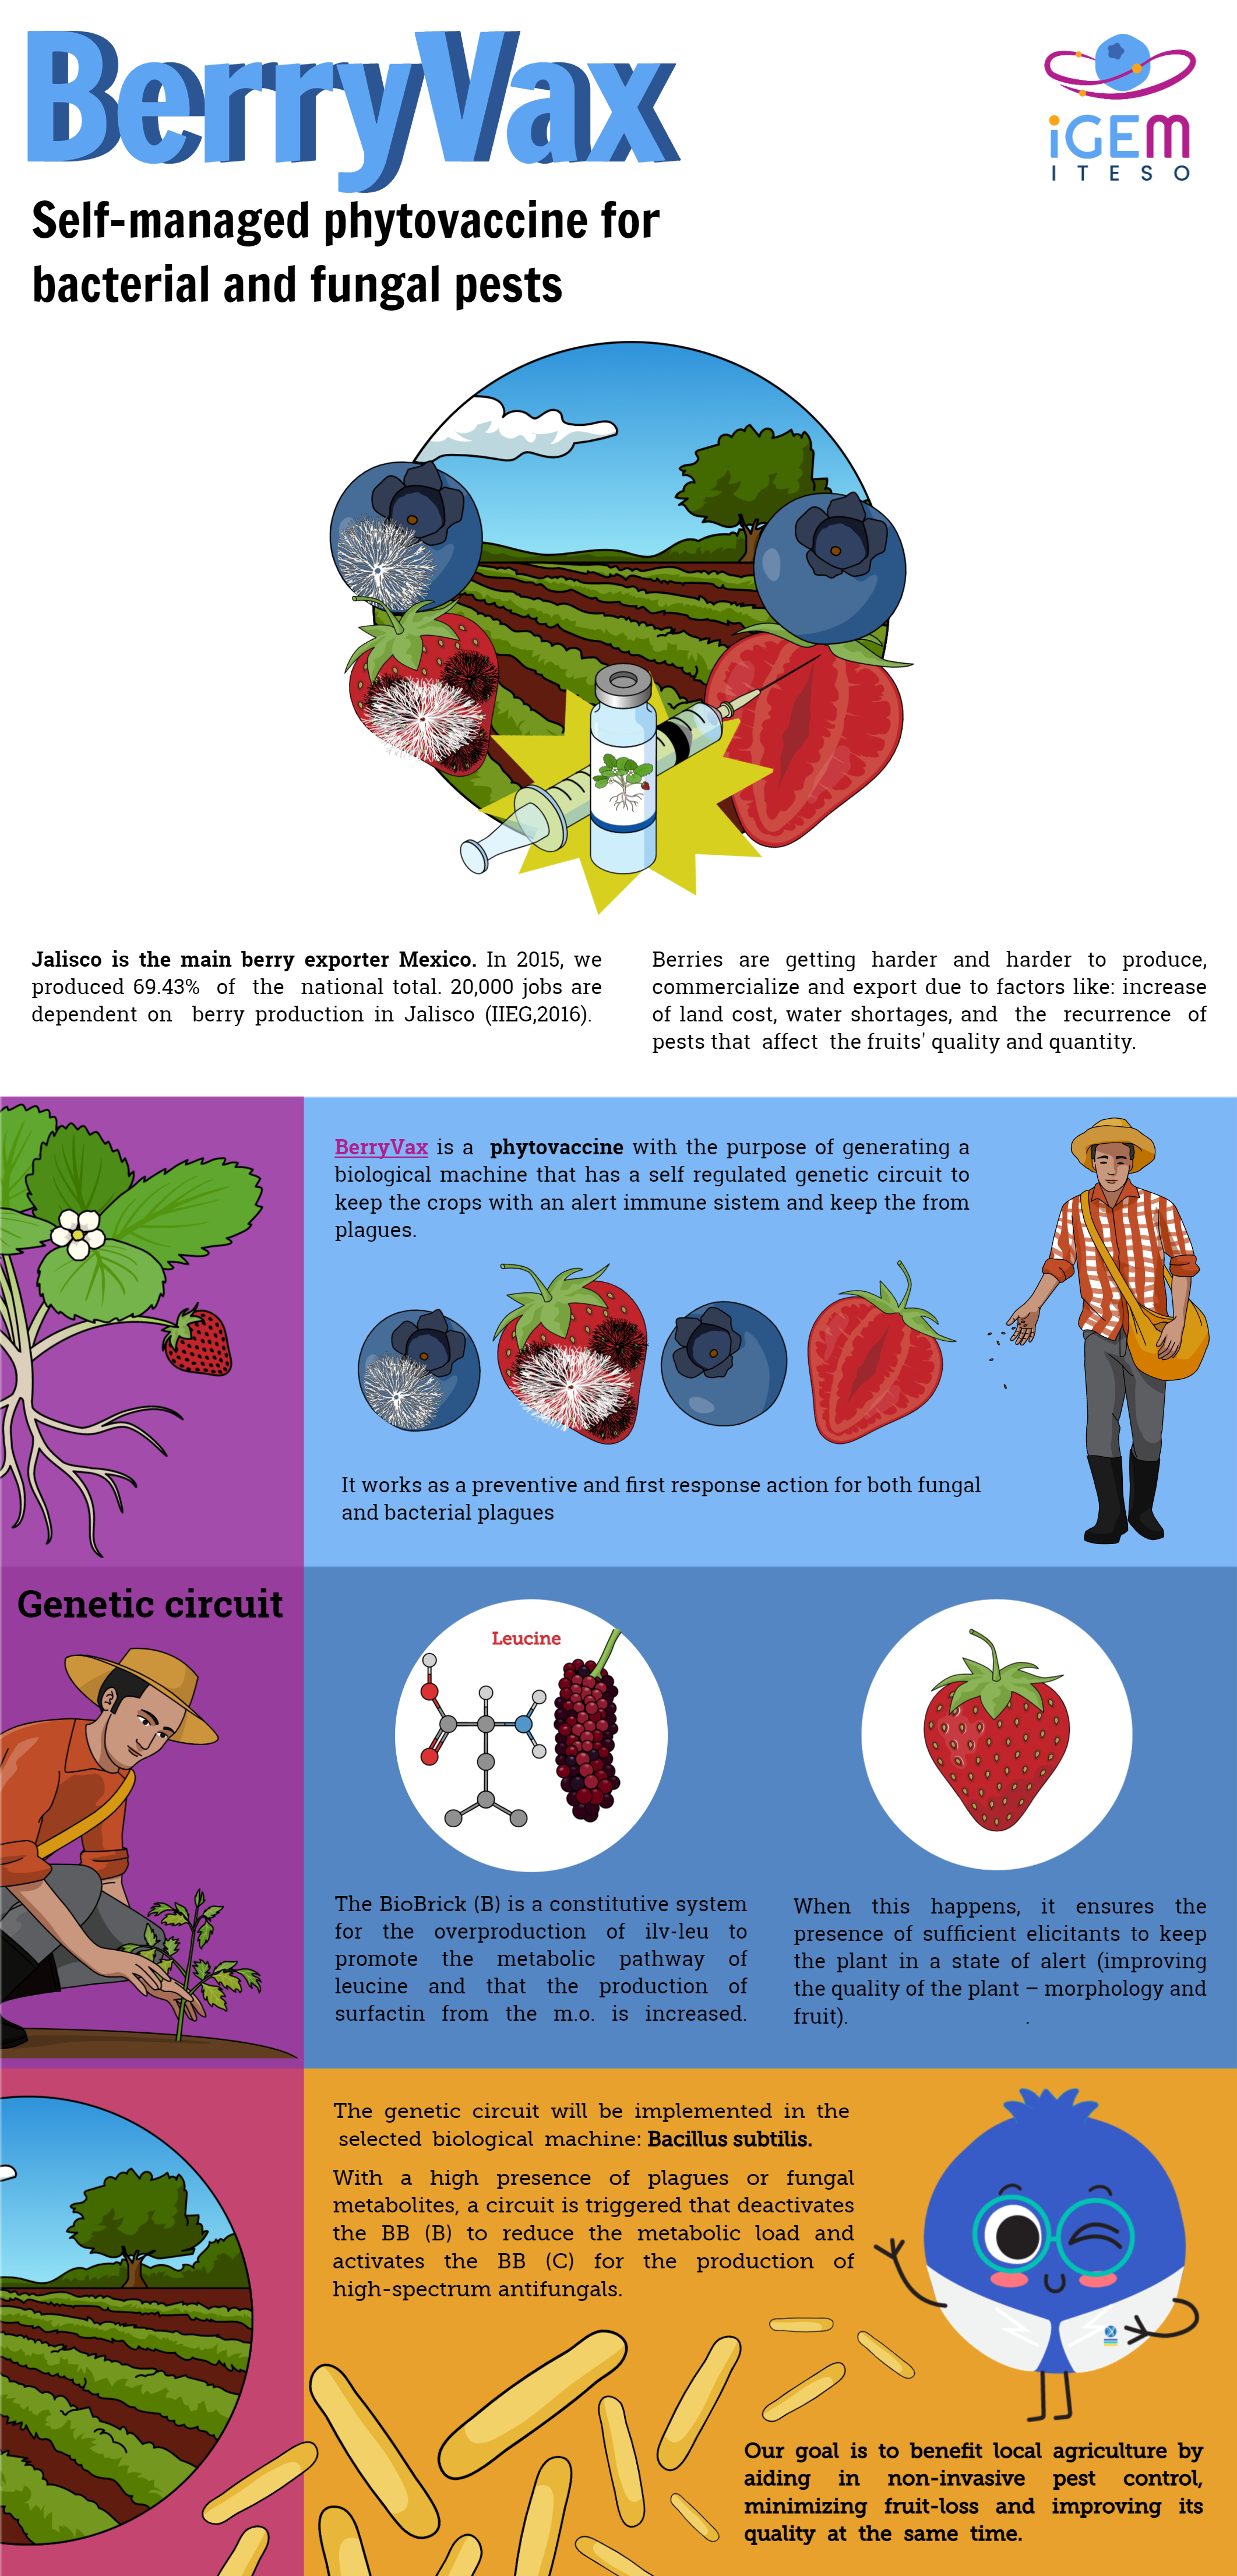 BerryVax
iGEM
ITESO
Self-managed phytovaccine for
bacterial and fungal pests
Jalisco is the main berry exporter Mexico. In 2015, we
produced 69.43% of the national total. 20,000 jobs are
dependent on berry production in Jalisco (IIEG,2016).
Berries are getting harder and harder to produce,
commercialize and export due to factors like: increase
of land cost, water shortages, and the recurrence of
pests that affect the fruits' quality and quantity.
BerryVax is a phytovaccine with the purpose of generating a
biological machine that has a self regulated genetic circuit to
keep the crops with an alert immune sistem and keep the from
plagues.
It works as a preventive and first response action for both fungal
and bacterial plagues
Genetic circuit
Leucine
The BioBrick (B) is a constitutive system
for the overproduction of ilv-leu to
promote the metabolic pathway of
leucine and that the production of
surfactin from the m.o. is increased.
When this happens, it ensures the
presence of sufficient elicitants to keep
the plant in a state of alert (improving
the quality of the plant – morphology and
fruit). .
The genetic circuit will be implemented in the
selected biological machine: Bacillus subtilis.
With a high presence of plagues or fungal
metabolites, a circuit is triggered that deactivates
the BB (B) to reduce the metabolic load and
activates the BB (C) for the production of
high-spectrum antifungals.
Our goal is to benefit local agriculture by
aiding in non-invasive pest control,
minimizing fruit-loss and improving its
quality at the same time.